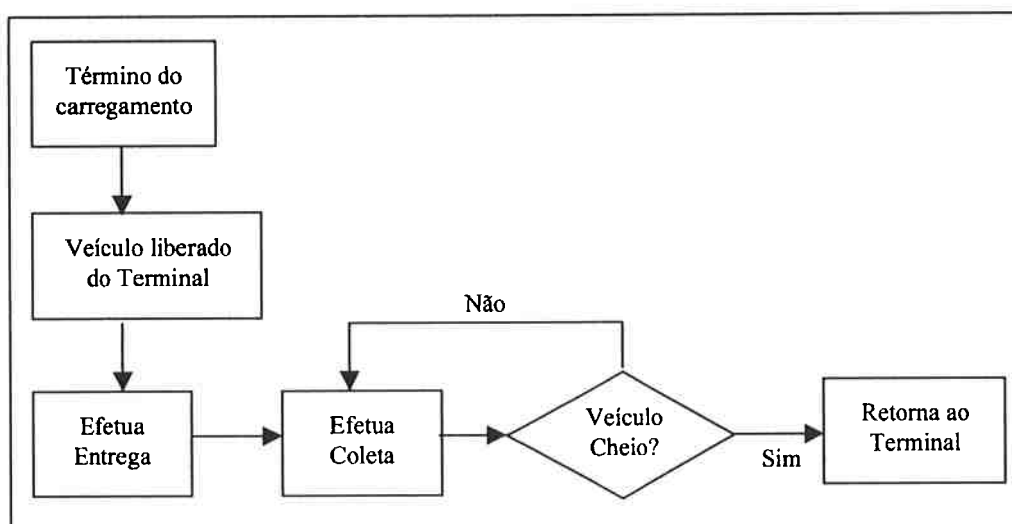 Término do
carregamento
Veículo liberado
do Terminal
Não
Efetua
Entrega
Efetua
Coleta
Veículo
Cheio?
Sim
Retorna ao
Terminal